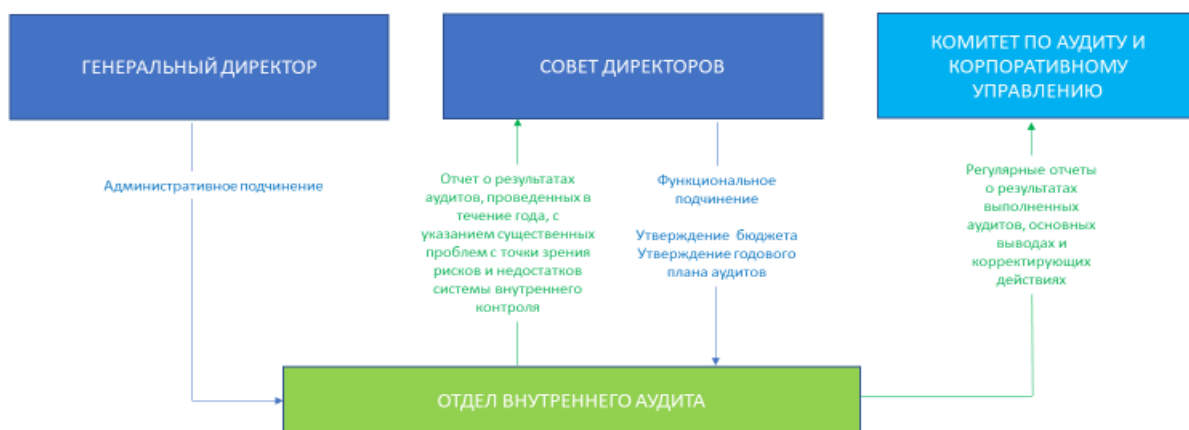 ГЕНЕРАЛЬНЫЙ ДИРЕКТОР
СОВЕТ ДИРЕКТОРОВ
КОМИТЕТ ПО АУДИТУ И
КОРПОРАТИВНОМУ
УПРАВЛЕНИЮ
Административное подчинение
Отчет о результатах
аудитов, проведенных в
течение года, с
указанием существенных
проблем с точки зрения
рисков и недостатков
системы внутреннего
контроля
Функциональное
подчинение
Утверждение бюджета
Утверждение годового
плана аудитов
Регулярные отчеты
о результатах
выполненных
аудитов, основных
выводах и
корректирующих
действиях
ОТДЕЛ ВНУТРЕННЕГО АУДИТА